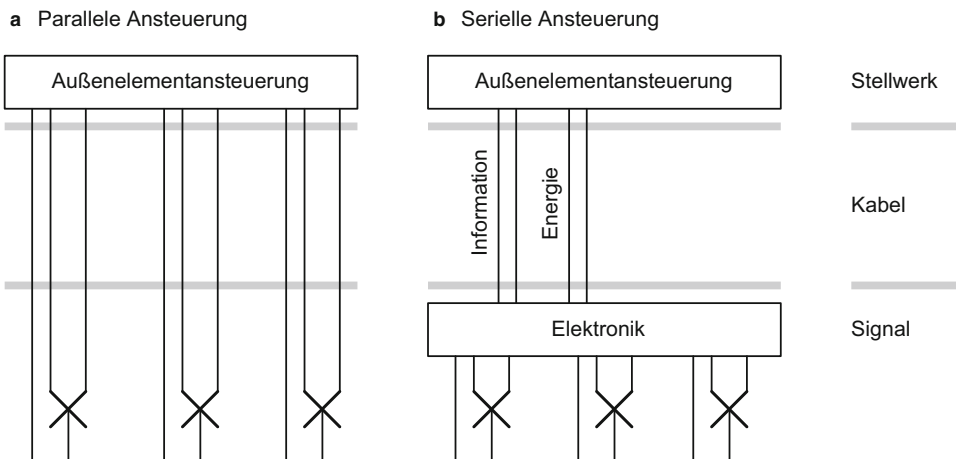 a Parallele Ansteuerung
b Serielle Ansteuerung
Außenelementansteuerung
Außenelementansteuerung
Stellwerk
Information
Energie
Kabel
Elektronik
Signal